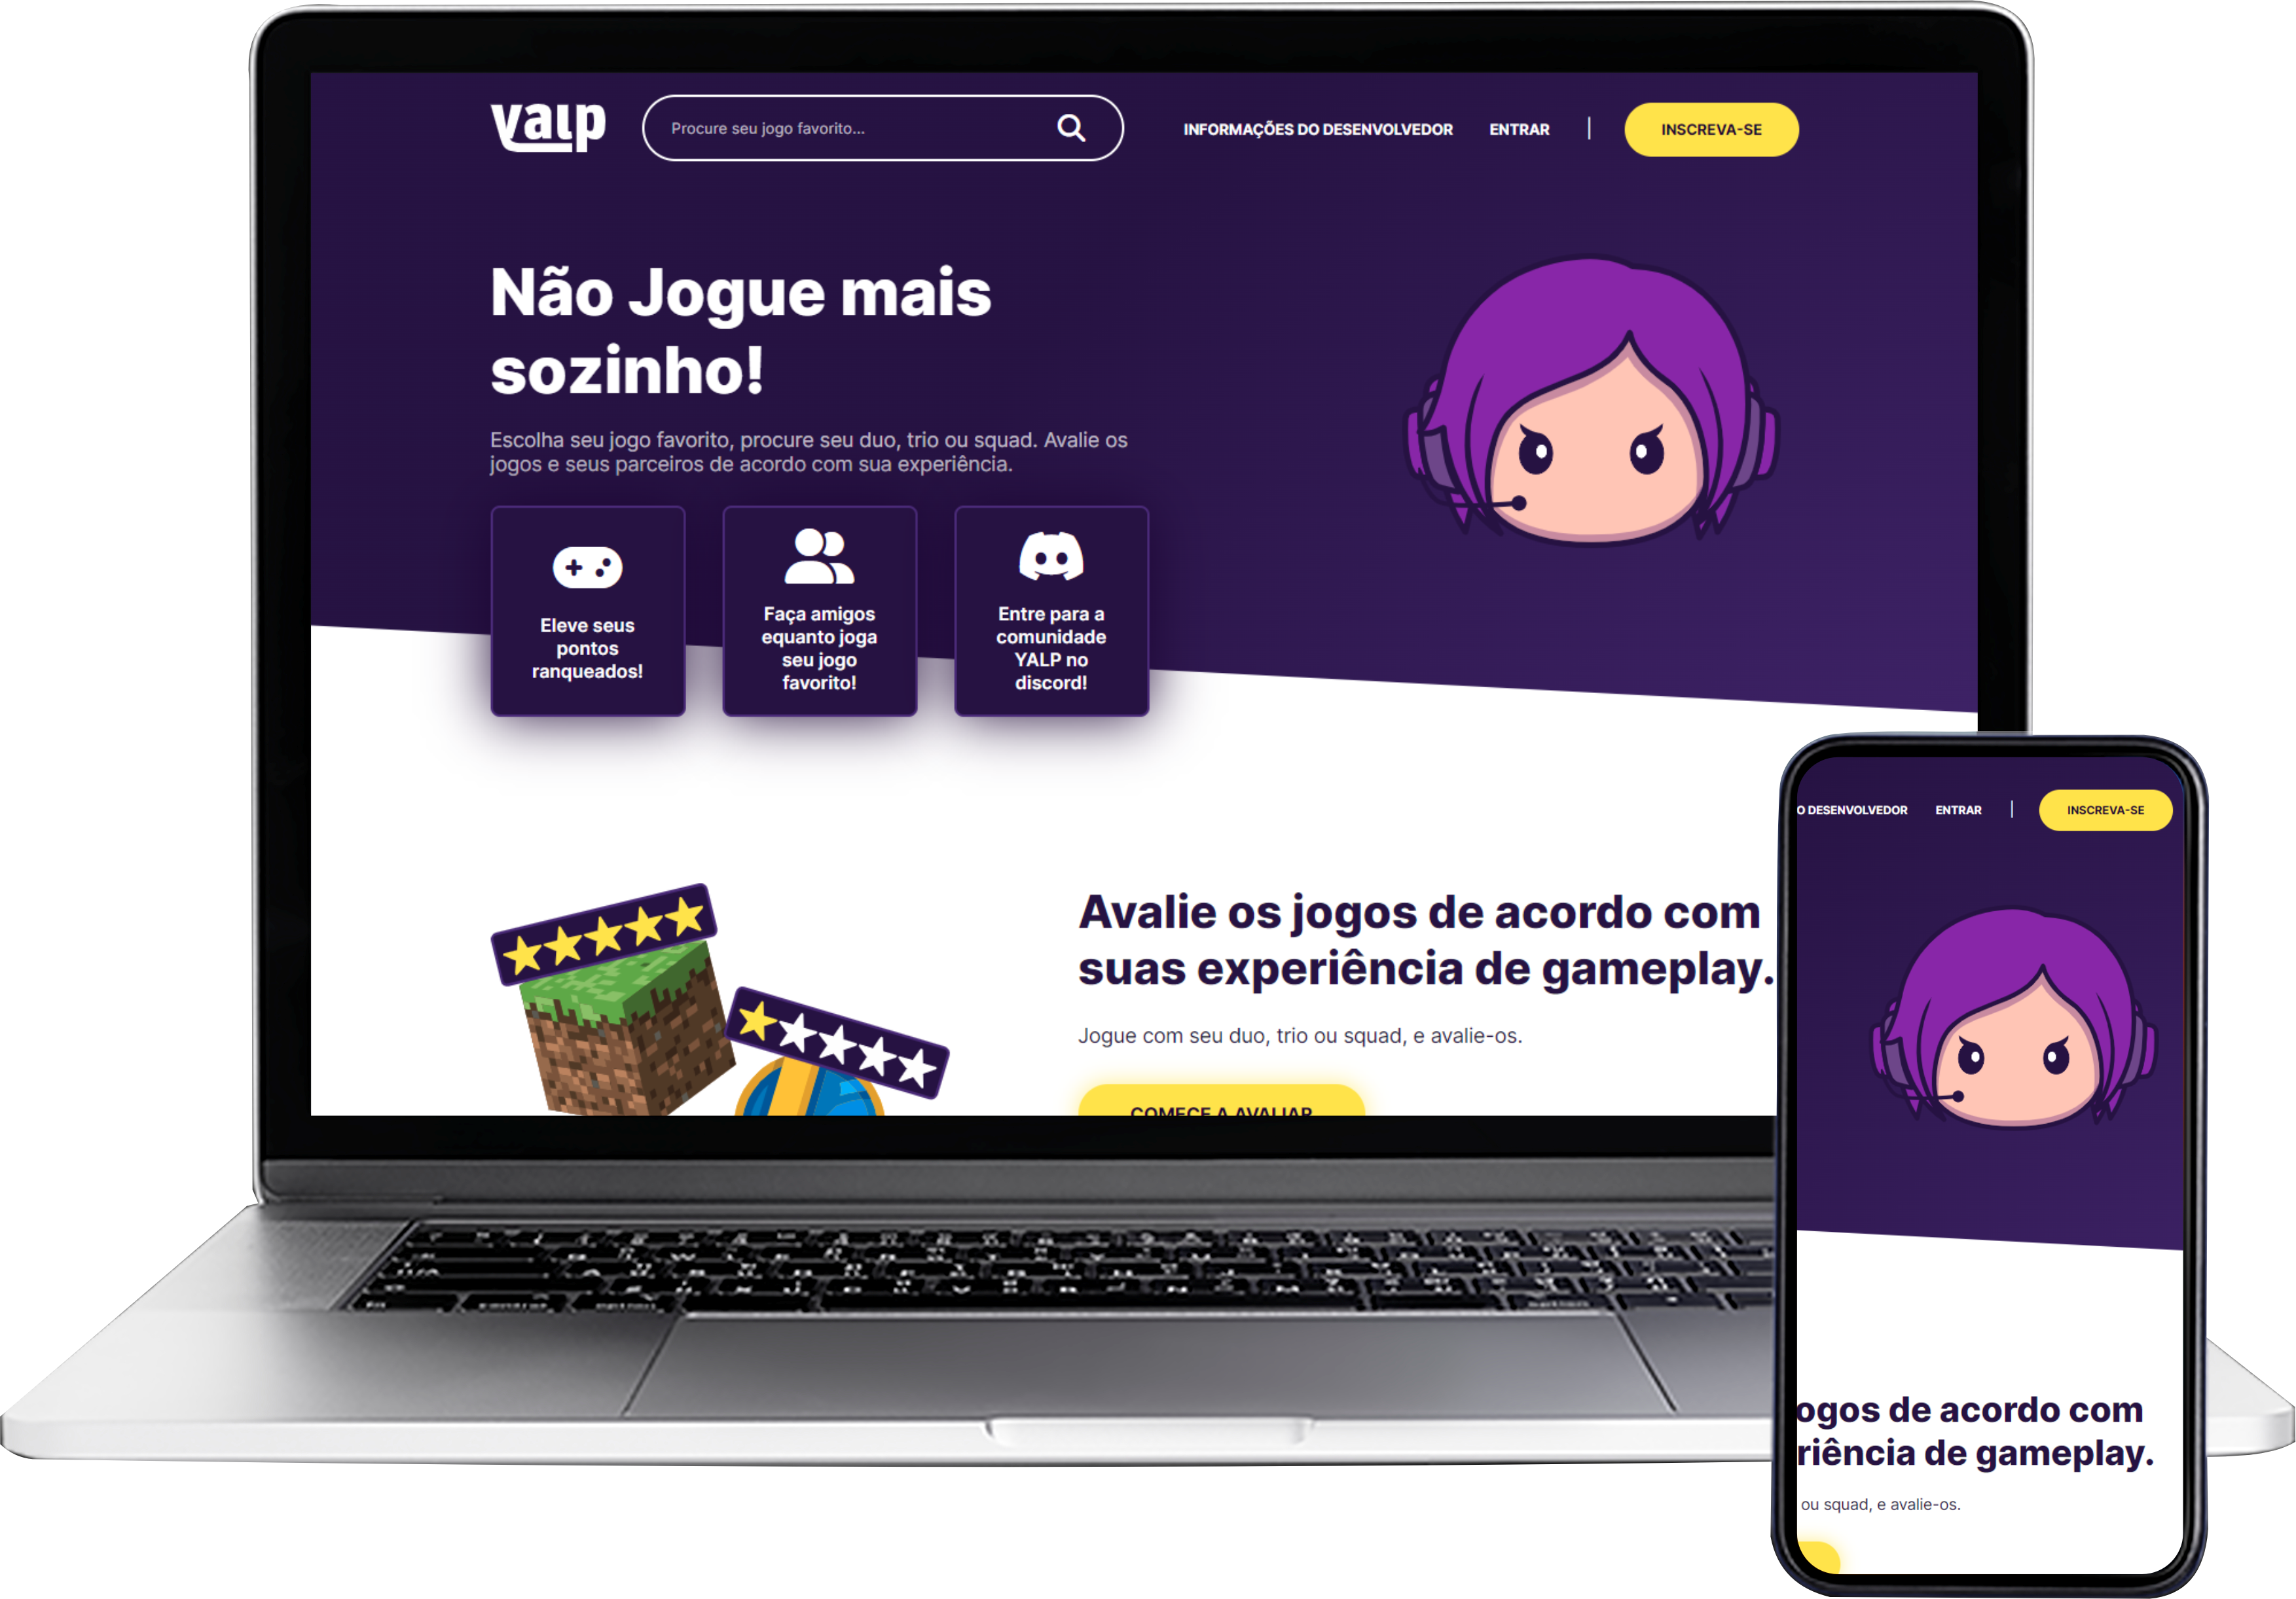 yalp
Procure seu jogo favorito...
INFORMAÇÕES DO DESENVOLVEDOR
ENTRAR
|
INSCREVA-SE
Não Jogue mais
sozinho!
Escolha seu jogo favorito, procure seu duo, trio ou squad. Avalie os
jogos e seus parceiros de acordo com sua experiência.
Eleve seus
pontos
ranqueados!
Faça amigos
equanto joga
seu jogo
favorito!
Entre para a
comunidade
YALP no
discord!
Avalie os jogos de acordo com
suas experiência de gameplay.
Jogue com seu duo, trio ou squad, e avalie-os.
COMECE A AVALIAR
O DESENVOLVEDOR
ENTRAR
|
INSCREVA-SE
ogos de acordo com
riência de gameplay.
ou squad, e avalie-os.